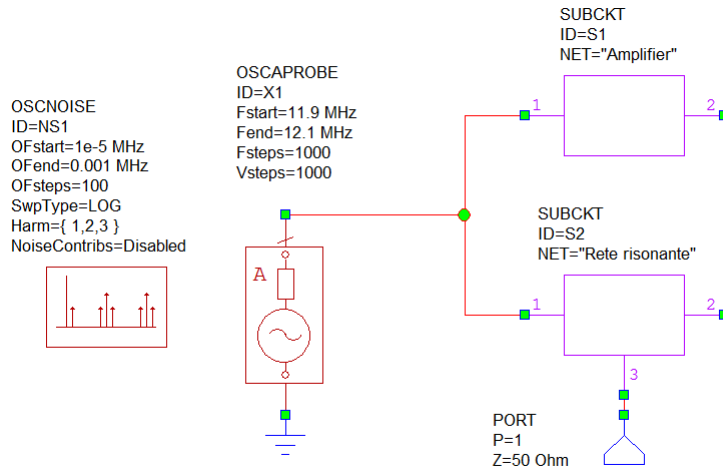 SUBCKT
ID=S1
NET="Amplifier"
1
2
OSCAPROBE
ID=X1
Fstart=11.9 MHz
Fend=12.1 MHz
Fsteps=1000
Vsteps=1000
OSCNOISE
ID=NS1
OFstart=1e-5 MHz
OFend=0.001 MHz
OFsteps=100
SwpType=LOG
Harm={ 1,2,3 }
NoiseContribs=Disabled
A
SUBCKT
ID=S2
NET="Rete risonante"
1
2
3
PORT
P=1
Z=50 Ohm